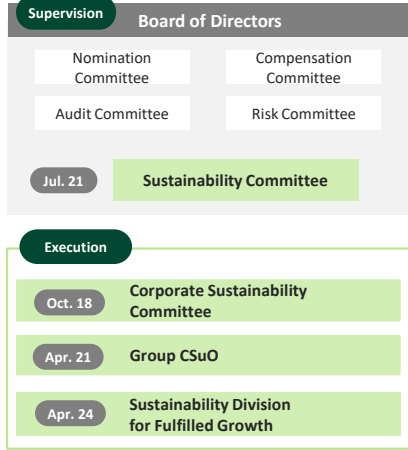 Supervision
Board of Directors
Nomination
Committee
Compensation
Committee
Audit Committee
Risk Committee
Jul. 21
Sustainability Committee
Execution
Oct. 18
Corporate Sustainability
Committee
Apr. 21
Group CSuO
Apr. 24
Sustainability Division
for Fulfilled Growth